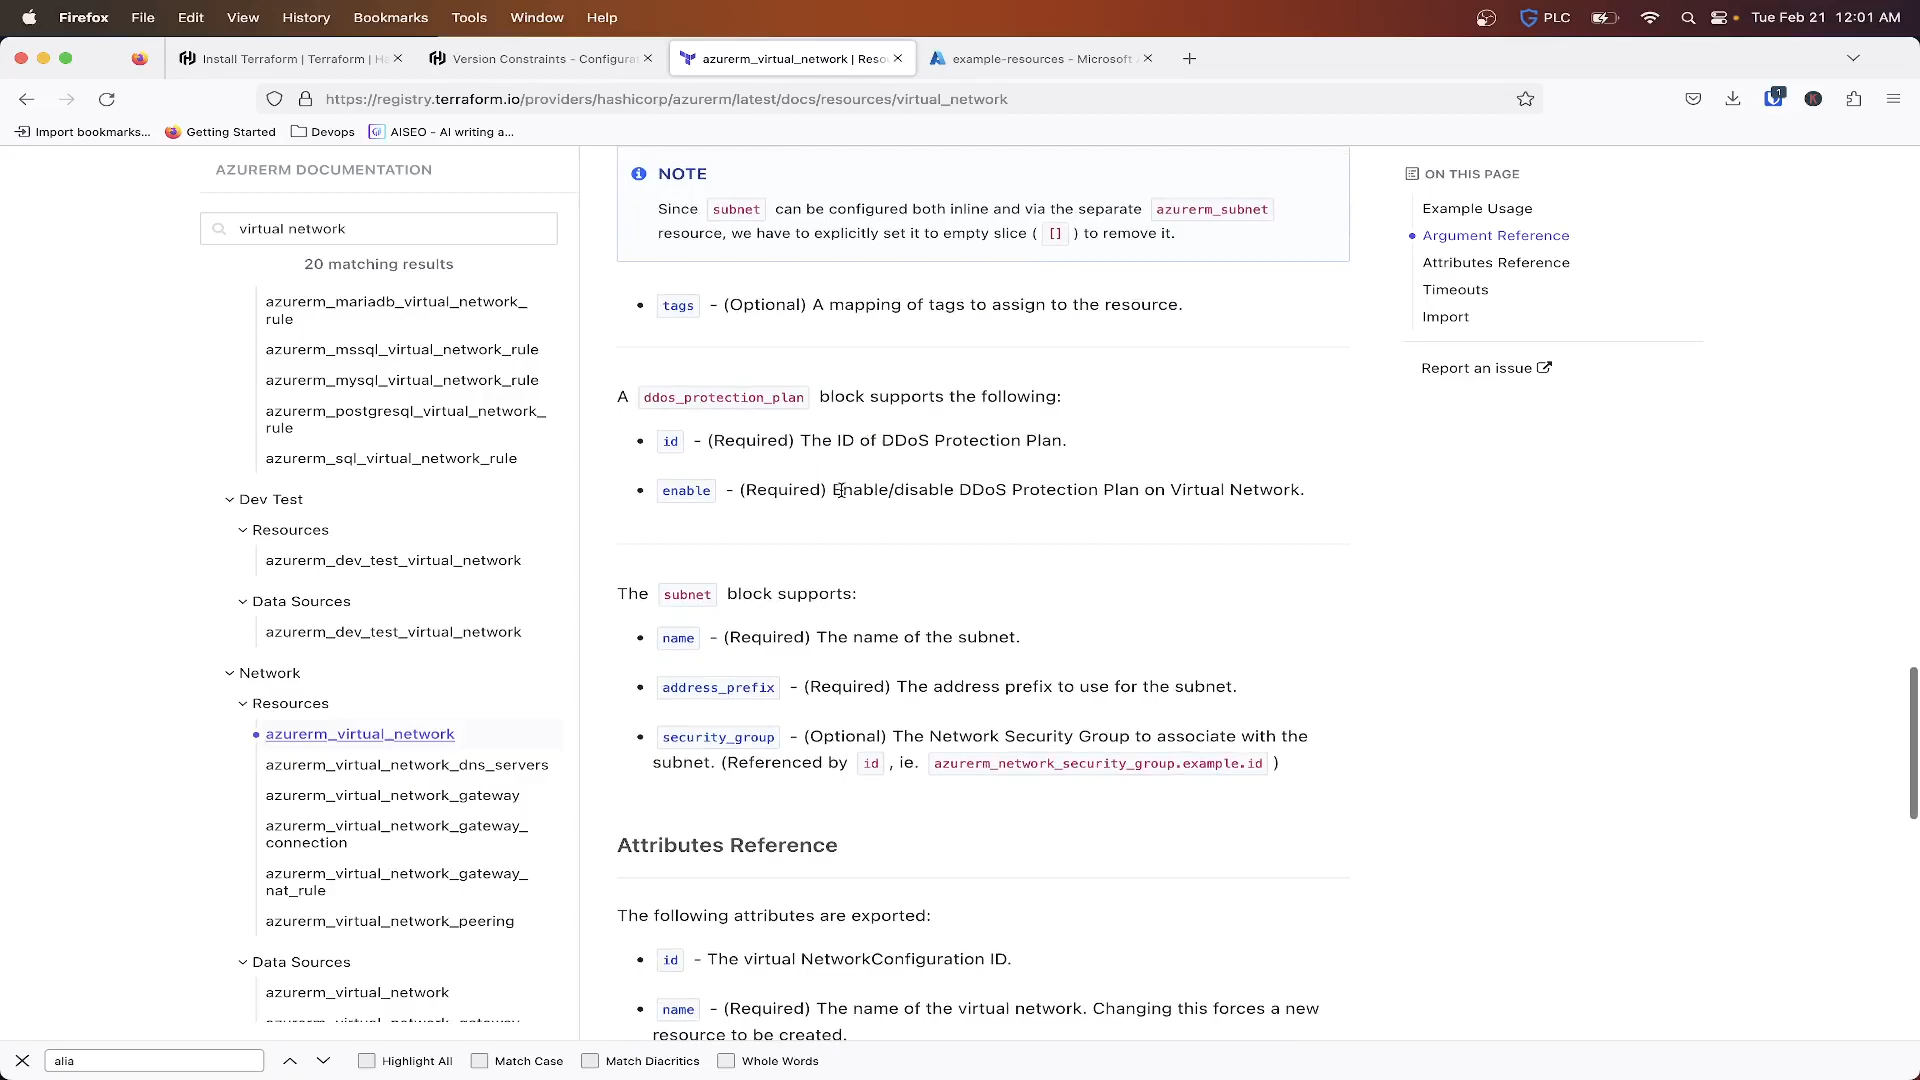 Firefox File Edit View History Bookmarks Tools Window Help PLC Tue Feb 21 12:01 AM
Install Terraform | Terraform | Ha Version Constraints - Configura azurerm_virtual_network | Reso example-resources - Microsoft
https://registry.terraform.io/providers/hashicorp/azurerm/latest/docs/resources/virtual_network 1 K
Import bookmarks... Getting Started Devops AISEO - AI writing a...
AZURERM DOCUMENTATION
virtual network
20 matching results
azurerm_mariadb_virtual_network_
rule
azurerm_mssql_virtual_network_rule
azurerm_mysql_virtual_network_rule
azurerm_postgresql_virtual_network_
rule
azurerm_sql_virtual_network_rule
Dev Test
Resources
azurerm_dev_test_virtual_network
Data Sources
azurerm_dev_test_virtual_network
Network
Resources
azurerm_virtual_network
azurerm_virtual_network_dns_servers
azurerm_virtual_network_gateway
azurerm_virtual_network_gateway_
connection
azurerm_virtual_network_gateway_
nat_rule
azurerm_virtual_network_peering
Data Sources
azurerm_virtual_network
NOTE
Since subnet can be configured both inline and via the separate azurerm_subnet
resource, we have to explicitly set it to empty slice ( [] ) to remove it.
• tags - (Optional) A mapping of tags to assign to the resource.
A ddos_protection_plan block supports the following:
• id - (Required) The ID of DDoS Protection Plan.
• enable - (Required) Enable/disable DDoS Protection Plan on Virtual Network.
The subnet block supports:
• name - (Required) The name of the subnet.
• address_prefix - (Required) The address prefix to use for the subnet.
• security_group - (Optional) The Network Security Group to associate with the
subnet. (Referenced by id , ie. azurerm_network_security_group.example.id )
Attributes Reference
The following attributes are exported:
• id - The virtual NetworkConfiguration ID.
• name - (Required) The name of the virtual network. Changing this forces a new
resource to be created.
ON THIS PAGE
Example Usage
Argument Reference
Attributes Reference
Timeouts
Import
Report an issue
alia Highlight All Match Case Match Diacritics Whole Words